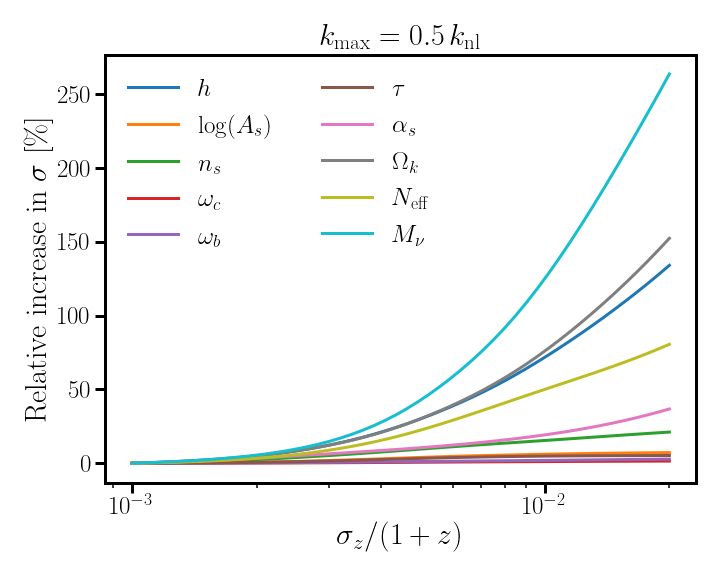 k_max = 0.5 k_nl
Relative increase in σ [%]
250
200
150
100
50
0
h
log(A_s)
n_s
ω_c
ω_b
τ
α_s
Ω_k
N_eff
M_ν
10^{-3}
10^{-2}
σ_z/(1 + z)